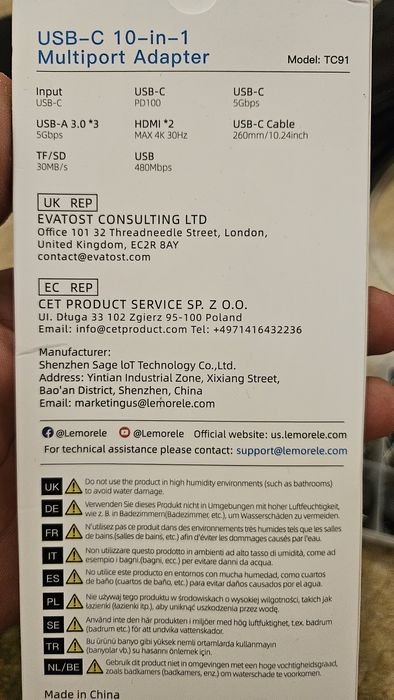 USB-C 10-in-1
Multiport Adapter
Model: TC91
Input
USB-C
USB-C
PD100
USB-C
5Gbps
USB-A 3.0 *3
5Gbps
HDMI *2
MAX 4K 30Hz
USB-C Cable
260mm/10.24inch
TF/SD
30MB/s
USB
480Mbps
UK REP
EVATOST CONSULTING LTD
Office 101 32 Threadneedle Street, London,
United Kingdom, EC2R 8AY
contact@evatost.com
EC REP
CET PRODUCT SERVICE SP. Z O.O.
Ul. Długa 33 102 Zgierz 95-100 Poland
Email: info@cetproduct.com Tel: +4971416432236
Manufacturer:
Shenzhen Sage IoT Technology Co.,Ltd.
Address: Yintian Industrial Zone, Xixiang Street,
Bao'an District, Shenzhen, China
Email: marketingus@lemorele.com
@Lemorele @Lemorele Official website: us.lemorele.com
For technical assistance please contact: support@lemorele.com
UK Do not use the product in high humidity environments (such as bathrooms)
to avoid water damage.
DE Verwenden Sie dieses Produkt nicht in Umgebungen mit hoher Luftfeuchtigkeit,
wie z. B. in Badezimmern(Badezimmer, etc.), um Wasserschäden zu vermeiden.
FR N'utilisez pas ce produit dans des environnements très humides tels que les salles
de bains.(salles de bains, etc.) afin d'éviter les dommages causés par l'eau.
IT Non utilizzare questo prodotto in ambienti ad alto tasso di umidità, come ad
esempio i bagni,(bagni, ecc.) per evitare danni da acqua.
ES No utilice este producto en entornos con mucha humedad, como cuartos
de baño (cuartos de baño, etc.) para evitar daños causados por el agua.
PL Nie używaj tego produktu w środowiskach o wysokiej wilgotności, takich jak
łazienki (łazienki itp.), aby uniknąć uszkodzenia przez wodę.
SE Använd inte den här produkten i miljöer med hög luftfuktighet, t.ex. badrum
(badrum etc.) för att undvika vattenskador.
TR Bu ürünü banyo gibi yüksek nemli ortamlarda kullanmayın
(banyolar vb.) su hasarını önlemek için.
NL/BE Gebruik dit product niet in omgevingen met een hoge vochtigheidsgraad,
zoals badkamers (badkamers, enz.) om waterschade te voorkomen.
Made in China